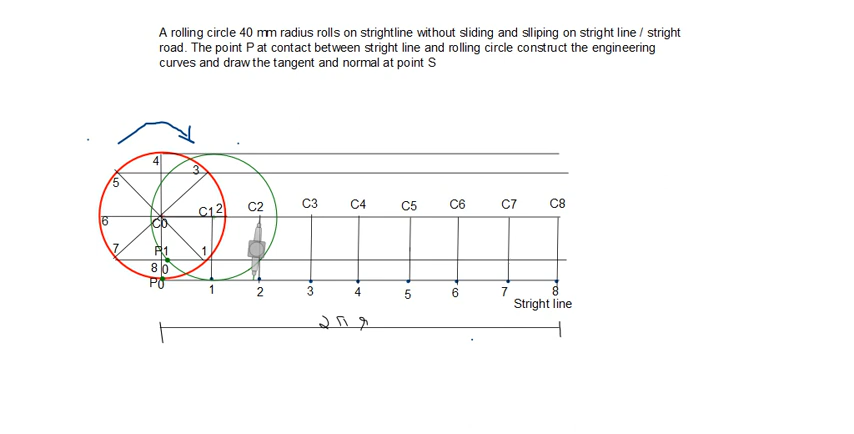 A rolling circle 40 mm radius rolls on strightline without sliding and slliping on stright line / stright
road. The point P at contact between stright line and rolling circle construct the engineering
curves and draw the tangent and normal at point S
4
3
5
C1 2 C2 C3 C4 C5 C6 C7 C8
6 C0
7 P1 1
8 0
P0 1 2 3 4 5 6 7 8
Stright line
2πr